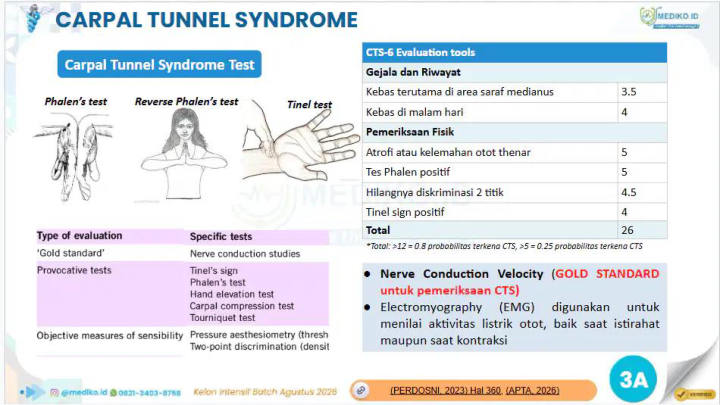 CARPAL TUNNEL SYNDROME
MEDIKO.ID
Carpal Tunnel Syndrome Test
Phalen's test
Reverse Phalen's test
Tinel test
Type of evaluation Specific tests
'Gold standard' Nerve conduction studies
Provocative tests Tinel's sign
Phalen's test
Hand elevation test
Carpal compression test
Tourniquet test
Objective measures of sensibility Pressure aesthesiometry (thresh
Two-point discrimination (densit
CTS-6 Evaluation tools
Gejala dan Riwayat
Kebas terutama di area saraf medianus 3.5
Kebas di malam hari 4
Pemeriksaan Fisik
Atrofi atau kelemahan otot thenar 5
Tes Phalen positif 5
Hilangnya diskriminasi 2 titik 4.5
Tinel sign positif 4
Total 26
*Total: >12 = 0.8 probabilitas terkena CTS, >5 = 0.25 probabilitas terkena CTS
● Nerve Conduction Velocity (GOLD STANDARD
untuk pemeriksaan CTS)
● Electromyography (EMG) digunakan untuk
menilai aktivitas listrik otot, baik saat istirahat
maupun saat kontraksi
@mediko.id 0821-2403-8768 Kelan Intensif Batch Agustus 2026
(PERDOSNI, 2023) Hal 360, (APTA, 2026)
3A